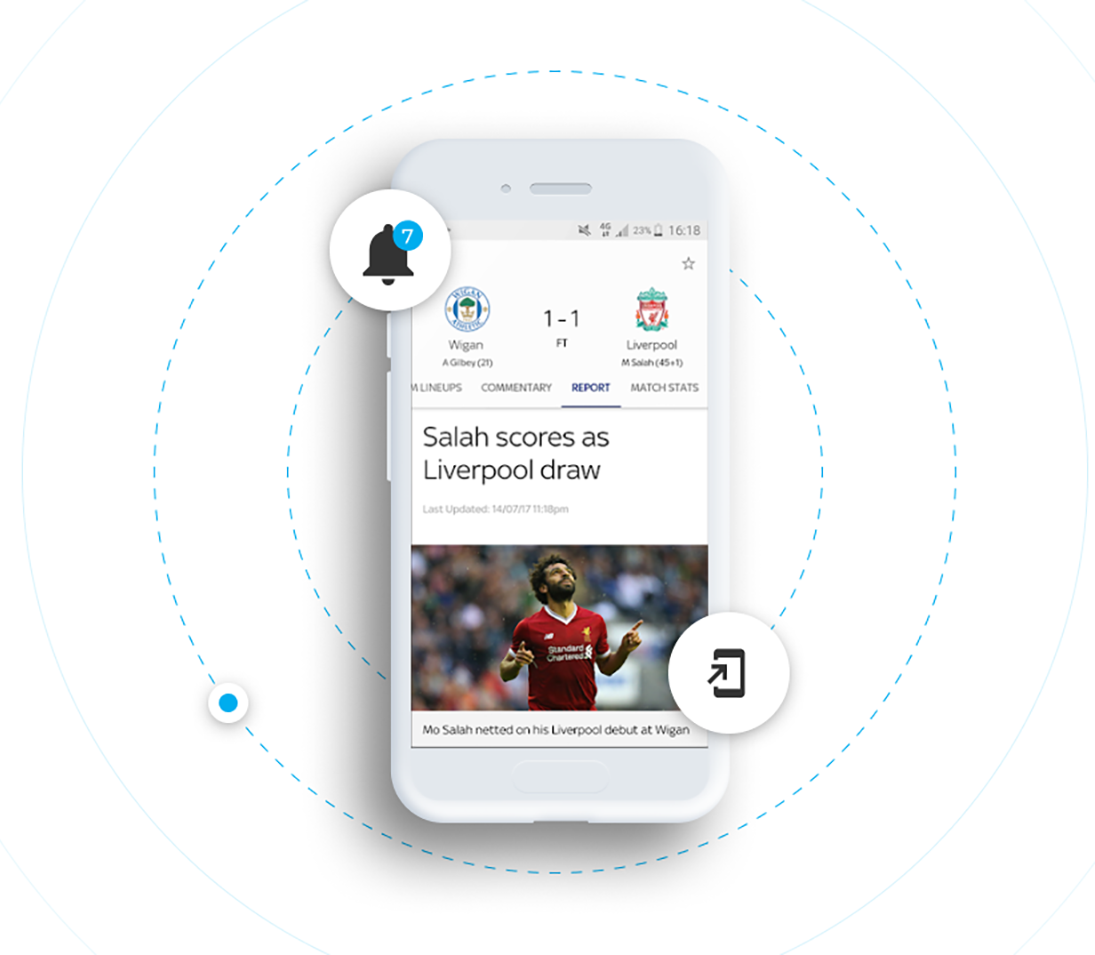 7
4G
23%
16:18
WIGAN
ATHLETIC
1-1
FT
Wigan
Liverpool
A Gilbey (21)
M Salah (45+1)
M LINEUPS COMMENTARY REPORT MATCH STATS
Salah scores as
Liverpool draw
Last Updated: 14/07/17 11:18pm
Standard
Chartered
Mo Salah netted on his Liverpool debut at Wigan